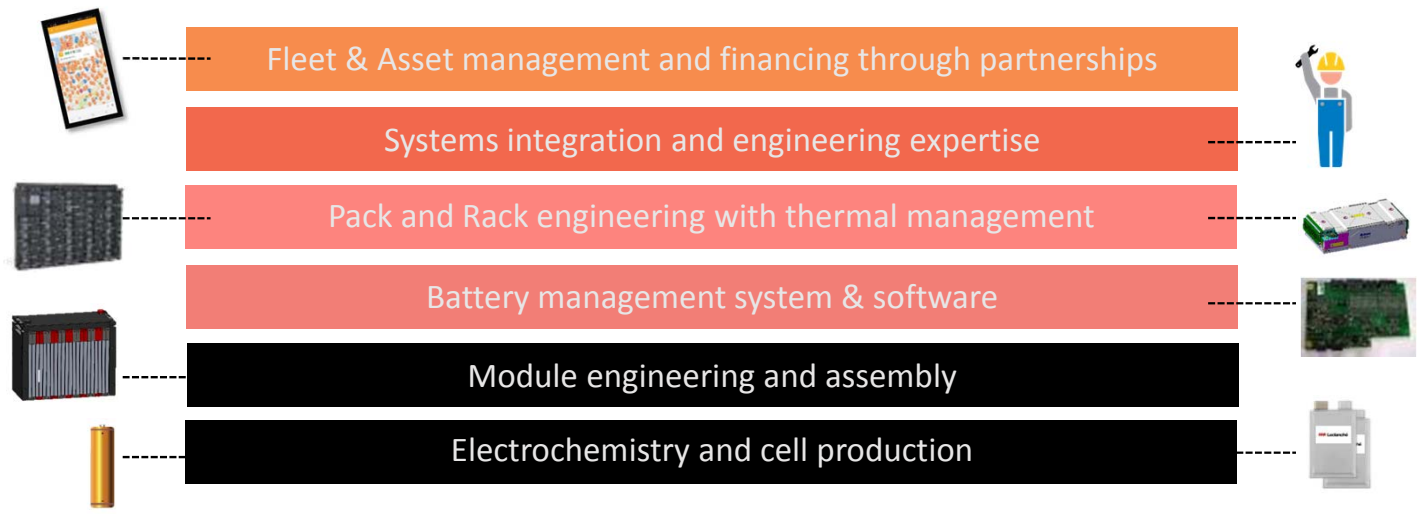 Fleet & Asset management and financing through partnerships
Systems integration and engineering expertise
Pack and Rack engineering with thermal management
Battery management system & software
Module engineering and assembly
Electrochemistry and cell production
Leclanché